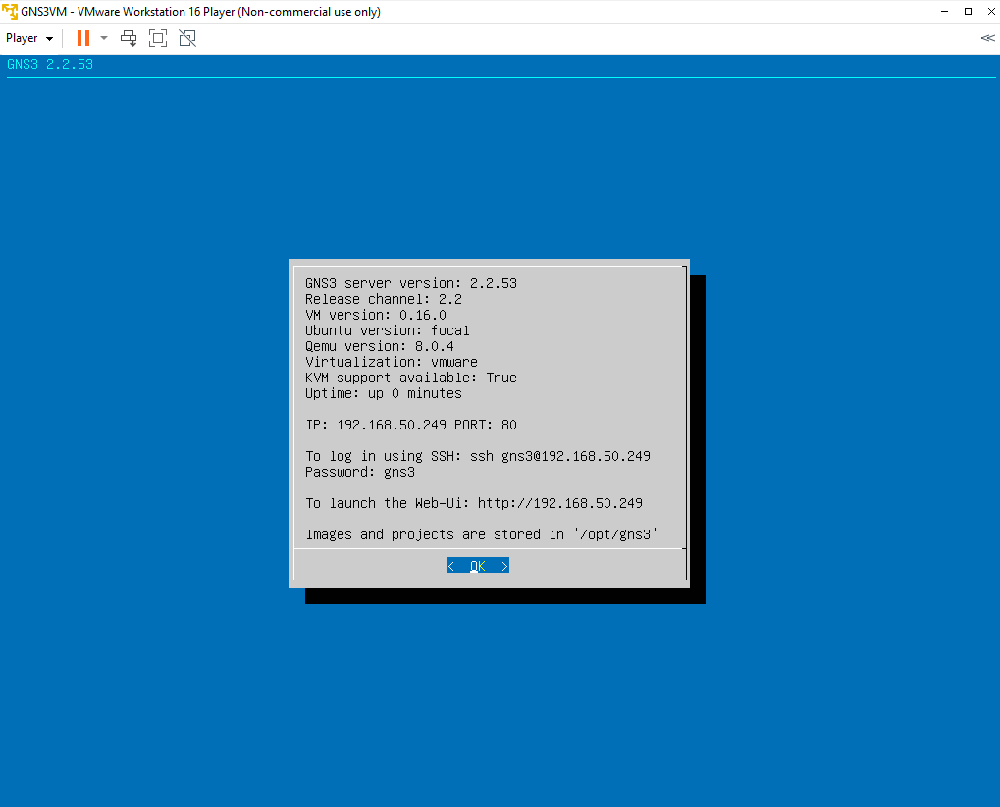 GNS3VM - VMware Workstation 16 Player (Non-commercial use only)
Player
GNS3 2.2.53
GNS3 server version: 2.2.53
Release channel: 2.2
VM version: 0.16.0
Ubuntu version: focal
Qemu version: 8.0.4
Virtualization: vmware
KVM support available: True
Uptime: up 0 minutes
IP: 192.168.50.249 PORT: 80
To log in using SSH: ssh gns3@192.168.50.249
Password: gns3
To launch the Web-Ui: http://192.168.50.249
Images and projects are stored in '/opt/gns3'
<  OK  >